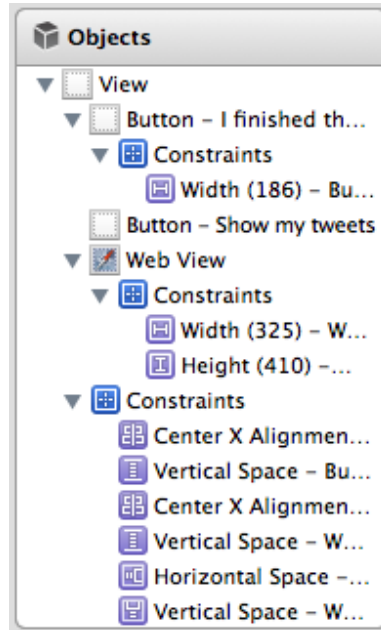 Objects
View
Button – I finished th...
Constraints
Width (186) – Bu...
Button – Show my tweets
Web View
Constraints
Width (325) – W...
Height (410) –...
Constraints
Center X Alignmen...
Vertical Space – Bu...
Center X Alignmen...
Vertical Space – W...
Horizontal Space –...
Vertical Space – W...